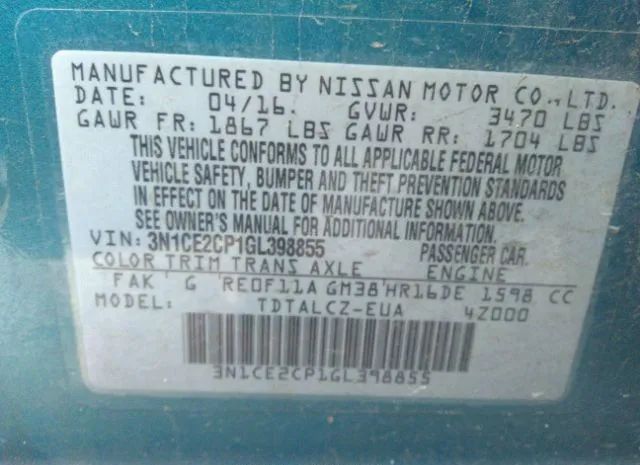 MANUFACTURED BY NISSAN MOTOR CO., LTD.
DATE: 04/16. GVWR: 3470 LBS
GAWR FR: 1867 LBS GAWR RR: 1704 LBS
THIS VEHICLE CONFORMS TO ALL APPLICABLE FEDERAL MOTOR
VEHICLE SAFETY, BUMPER AND THEFT PREVENTION STANDARDS
IN EFFECT ON THE DATE OF MANUFACTURE SHOWN ABOVE.
SEE OWNER'S MANUAL FOR ADDITIONAL INFORMATION.
VIN: 3N1CE2CP1GL398855 PASSENGER CAR.
COLOR TRIM TRANS AXLE ENGINE
FAK' G 'RE0F11A GM38'HR16DE 1598 CC
MODEL: TDTALCZ-EUA 4Z000
3N1CE2CP1GL398855